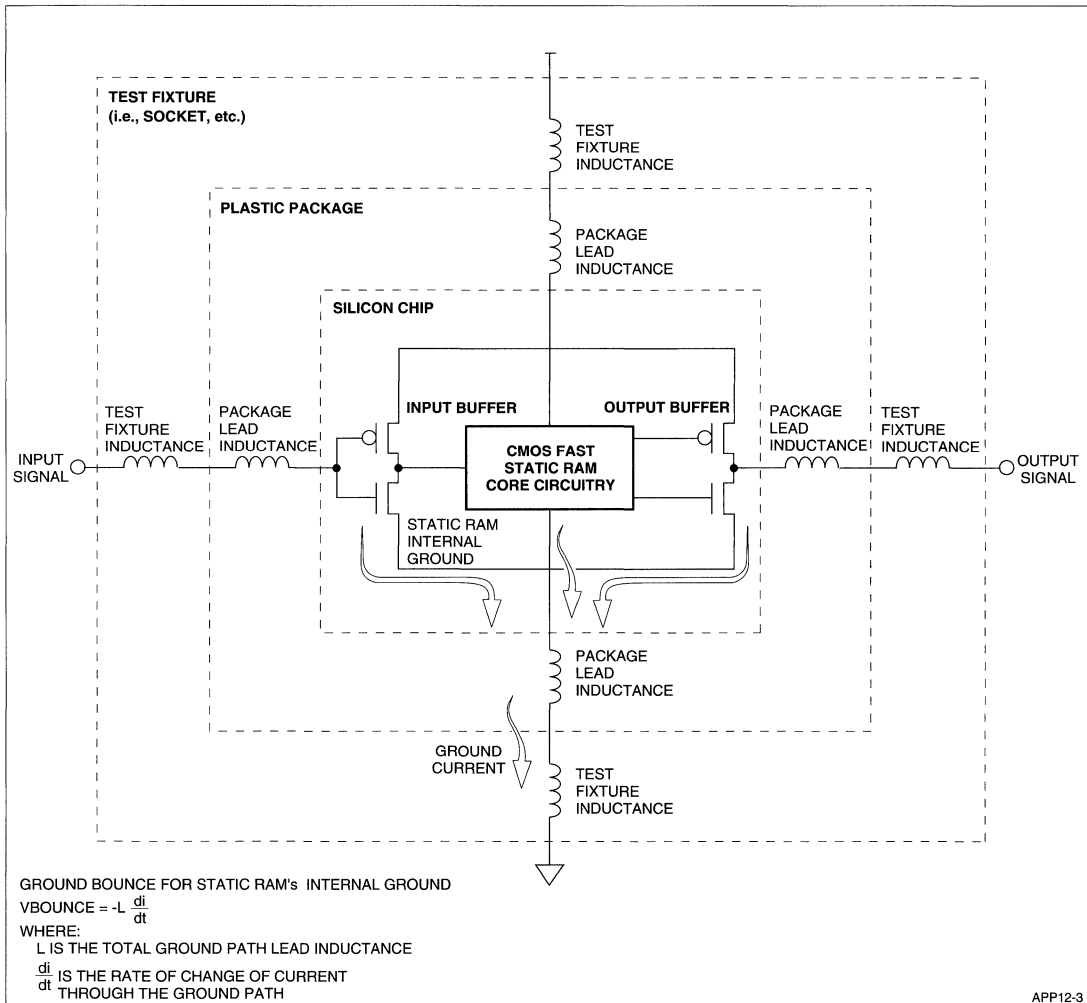 TEST FIXTURE
(i.e., SOCKET, etc.)
TEST
FIXTURE
INDUCTANCE
PLASTIC PACKAGE
PACKAGE
LEAD
INDUCTANCE
SILICON CHIP
INPUT BUFFER
OUTPUT BUFFER
TEST
FIXTURE
INDUCTANCE
PACKAGE
LEAD
INDUCTANCE
PACKAGE
LEAD
INDUCTANCE
TEST
FIXTURE
INDUCTANCE
INPUT
SIGNAL
CMOS FAST
STATIC RAM
CORE CIRCUITRY
OUTPUT
SIGNAL
STATIC RAM
INTERNAL
GROUND
PACKAGE
LEAD
INDUCTANCE
GROUND
CURRENT
TEST
FIXTURE
INDUCTANCE
GROUND BOUNCE FOR STATIC RAM's INTERNAL GROUND
VBOUNCE = -L di/dt
WHERE:
L IS THE TOTAL GROUND PATH LEAD INDUCTANCE
di/dt IS THE RATE OF CHANGE OF CURRENT
THROUGH THE GROUND PATH
APP12-3